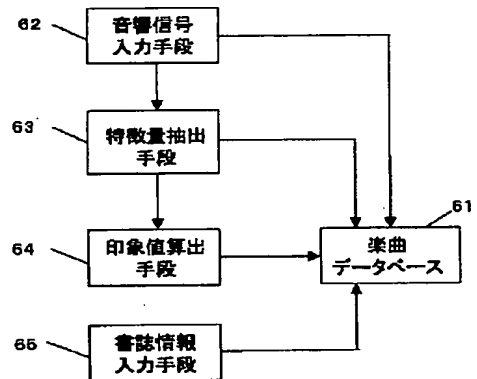 62
音響信号
入力手段
63
特徴量抽出
手段
61
64
印象値算出
手段
楽曲
データベース
65
書誌情報
入力手段